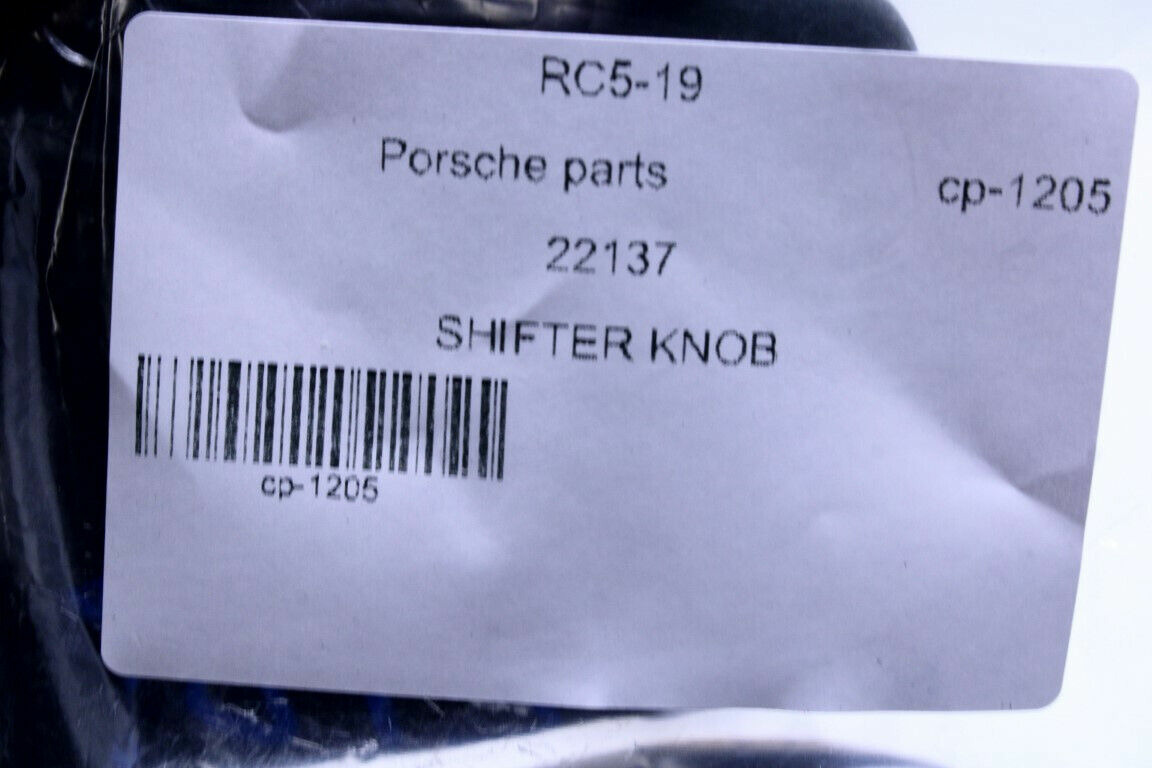 RC5-19
Porsche parts
cp-1205
22137
SHIFTER KNOB
cp-1205